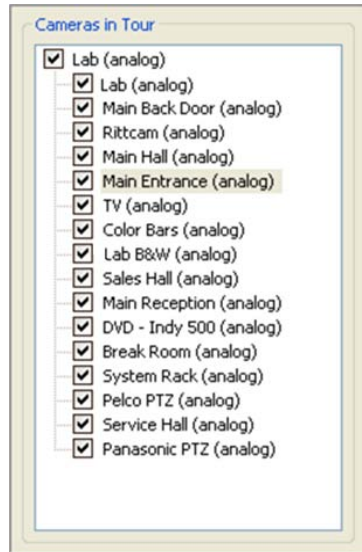 Cameras in Tour
Lab (analog)
Lab (analog)
Main Back Door (analog)
Rittcam (analog)
Main Hall (analog)
Main Entrance (analog)
TV (analog)
Color Bars (analog)
Lab B&W (analog)
Sales Hall (analog)
Main Reception (analog)
DVD - Indy 500 (analog)
Break Room (analog)
System Rack (analog)
Pelco PTZ (analog)
Service Hall (analog)
Panasonic PTZ (analog)